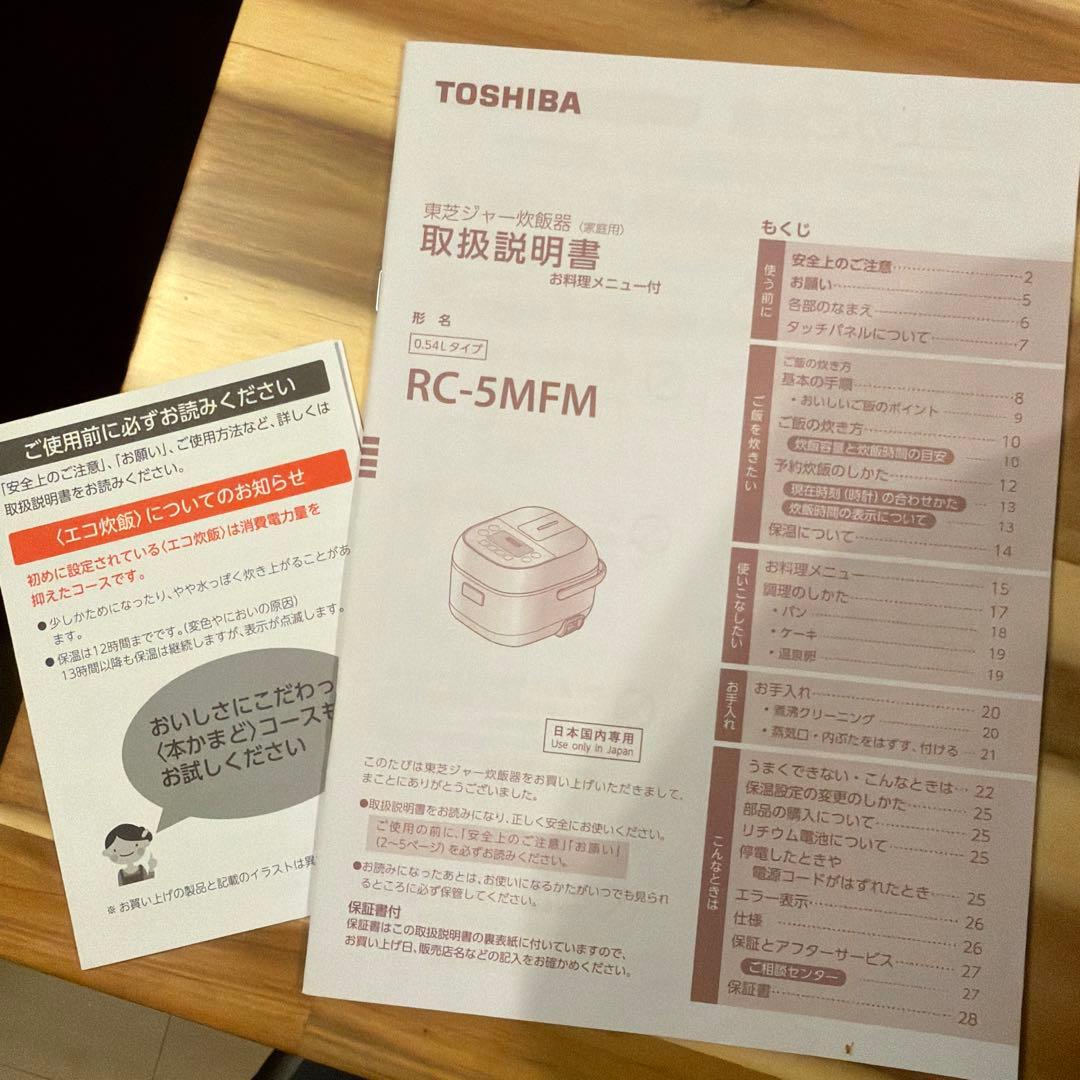 TOSHIBA
東芝ジャー炊飯器〈家庭用〉
取扱説明書
お料理メニュー付
形 名
0.54Lタイプ
RC-5MFM
日本国内専用
Use only in Japan
このたびは東芝ジャー炊飯器をお買い上げいただきまして、
まことにありがとうございました。
●取扱説明書をお読みになり、正しく安全にお使いください。
ご使用の前に、「安全上のご注意」「お願い」
(2~5ページ)を必ずお読みください。
●お読みになったあとは、お使いになるかたがいつでも見られ
るところに必ず保管してください。
保証書付
保証書はこの取扱説明書の裏表紙に付いていますので、
お買い上げ日、販売店名などの記入をお確かめください。
もくじ
使う前に
安全上のご注意 2
お願い 5
各部のなまえ 6
タッチパネルについて 7
ご飯を炊きたい
ご飯の炊き方
基本の手順 8
・おいしいご飯のポイント 9
ご飯の炊き方 10
炊飯容量と炊飯時間の目安 10
予約炊飯のしかた 12
現在時刻(時計)の合わせかた 13
炊飯時間の表示について 13
保温について 14
使いこなしたい
お料理メニュー 15
調理のしかた 17
・パン 18
・ケーキ 19
・温泉卵 19
お手入れ
お手入れ 20
・煮沸クリーニング 20
・蒸気口・内ぶたをはずす、付ける 21
こんなときは
うまくできない・こんなときは 22
保温設定の変更のしかた 25
部品の購入について 25
リチウム電池について 25
停電したときや
電源コードがはずれたとき 25
エラー表示 26
仕様 26
保証とアフターサービス 27
ご相談センター 27
保証書 28
ご使用前に必ずお読みください
「安全上のご注意」、「お願い」、ご使用方法など、詳しくは
取扱説明書をお読みください。
〈エコ炊飯〉についてのお知らせ
初めに設定されている〈エコ炊飯〉は消費電力量を
抑えたコースです。
●少しかためになったり、やや水っぽく炊き上がることがあ
ます。
●保温は12時間までです。(変色やにおいの原因)
13時間以降も保温は継続しますが、表示が点滅します。
おいしさにこだわっ
〈本かまど〉コースも
お試しください
※お買い上げの製品と記載のイラストは異